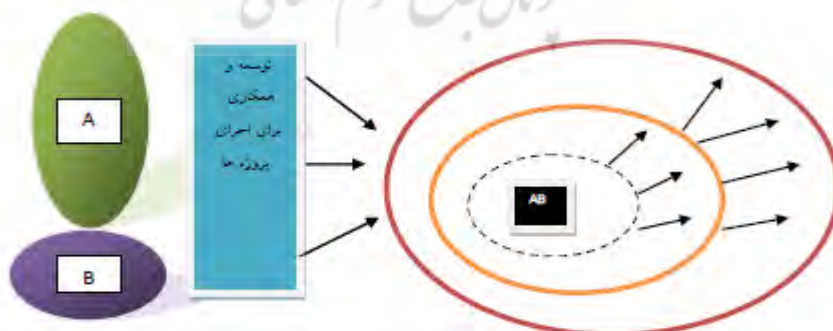 A
B
توسعه و
همکاری
برای اجرای
پروژه ها
AB